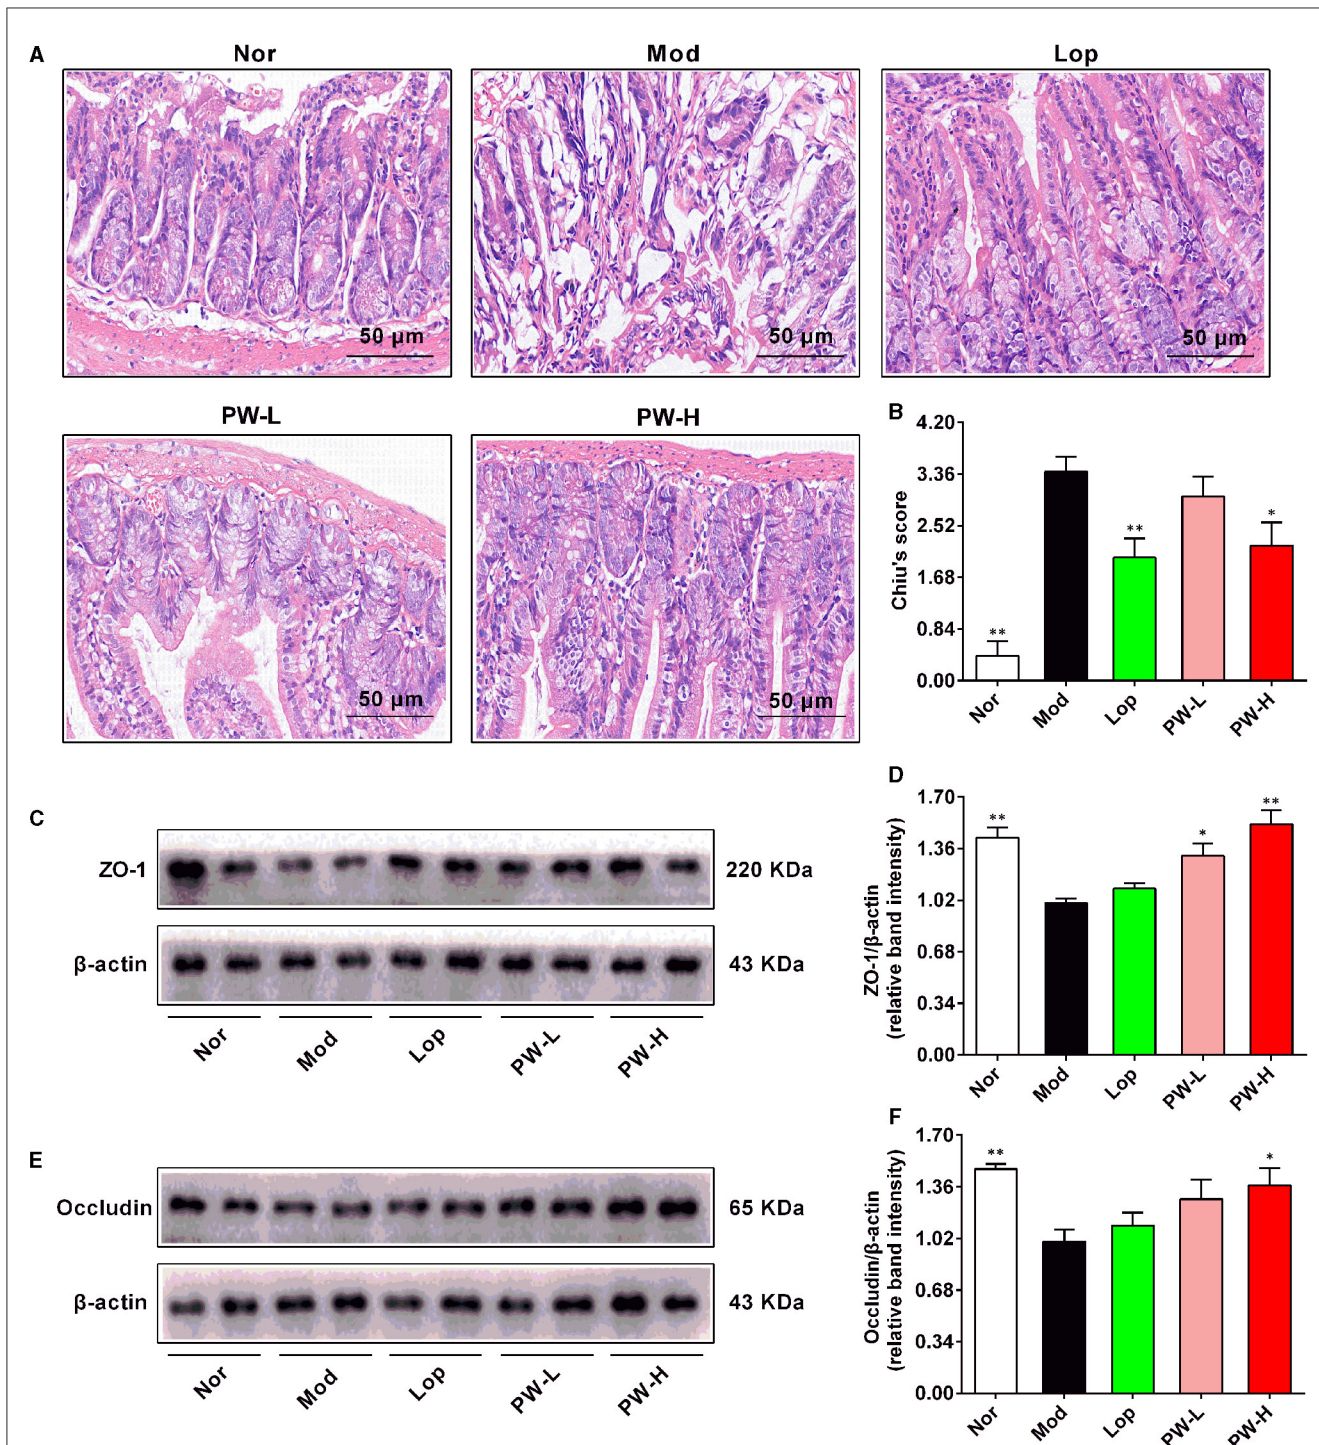 A
Nor
Mod
Lop
50 μm
50 μm
50 μm
PW-L
PW-H
50 μm
50 μm
B
Chiu's score
4.20
3.36
2.52
1.68
0.84
0.00
**
**
*
Nor
Mod
Lop
PW-L
PW-H
C
ZO-1
220 KDa
β-actin
43 KDa
Nor
Mod
Lop
PW-L
PW-H
D
ZO-1/β-actin
(relative band intensity)
1.70
1.36
1.02
0.68
0.34
0.00
**
*
**
Nor
Mod
Lop
PW-L
PW-H
E
Occludin
65 KDa
β-actin
43 KDa
Nor
Mod
Lop
PW-L
PW-H
F
Occludin/β-actin
(relative band intensity)
1.70
1.36
1.02
0.68
0.34
0.00
**
*
Nor
Mod
Lop
PW-L
PW-H